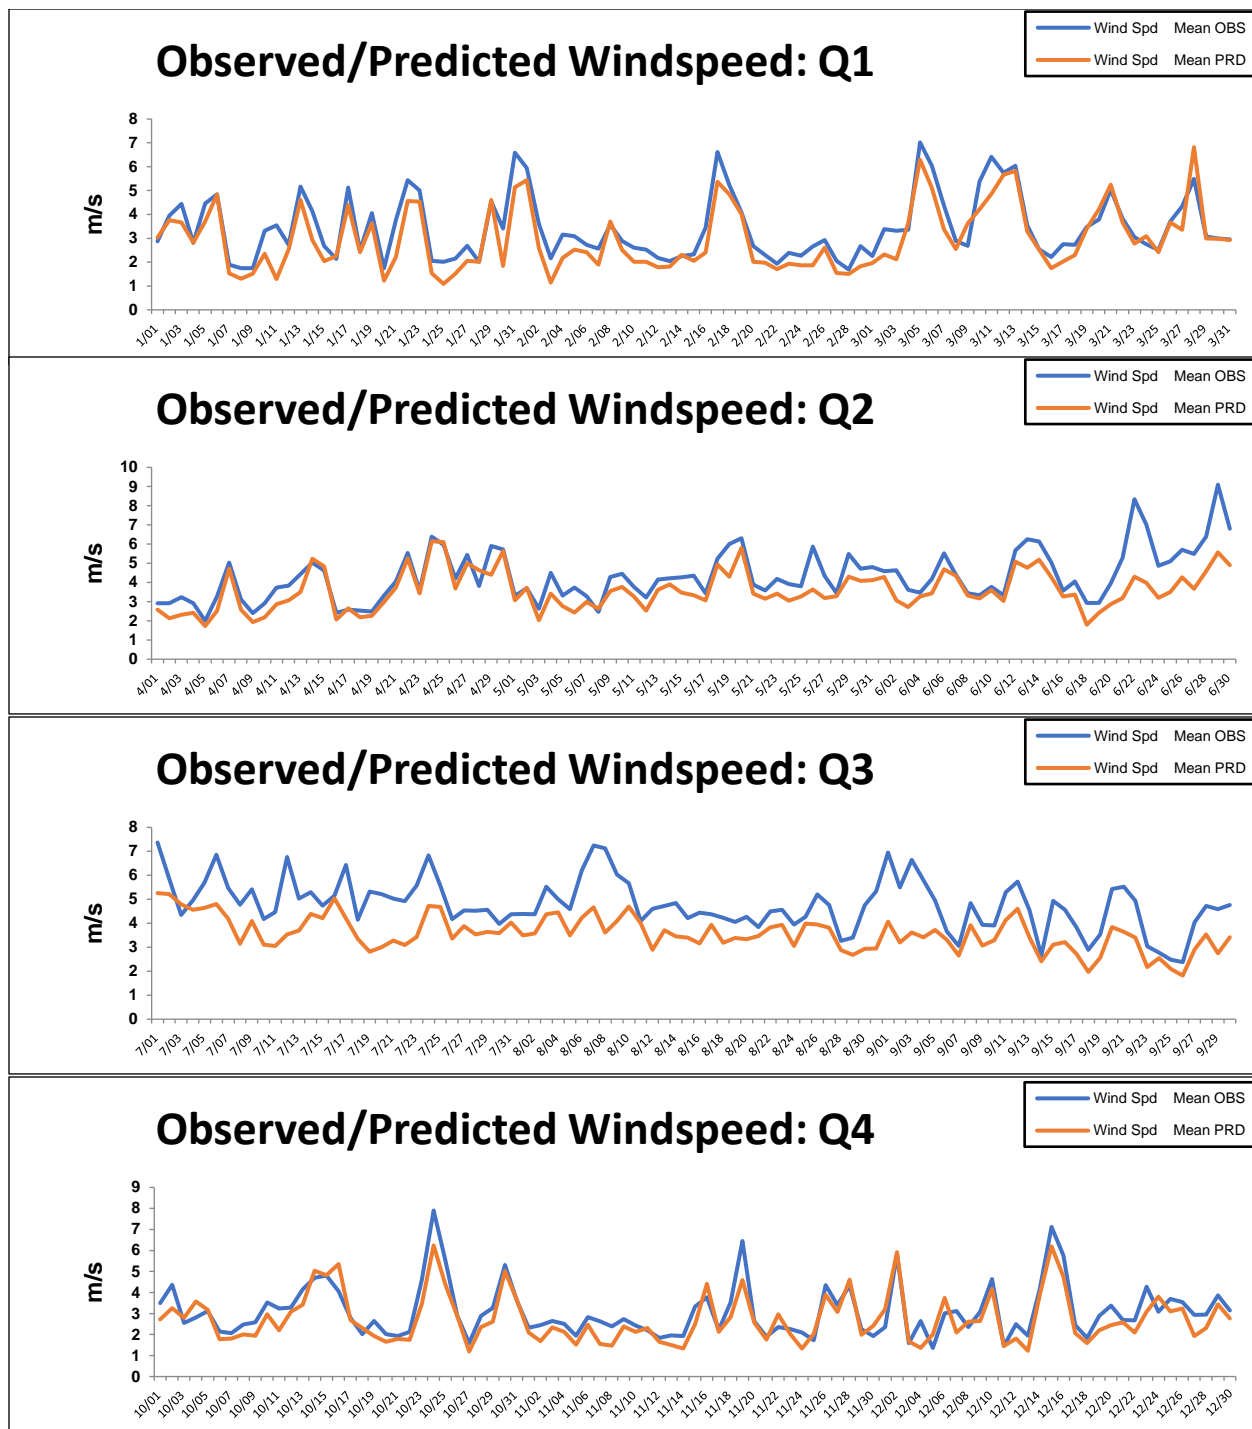 Observed/Predicted Windspeed: Q1
Wind Spd Mean OBS
Wind Spd Mean PRD
m/s
8
7
6
5
4
3
2
1
0
1/01 1/03 1/05 1/07 1/09 1/11 1/13 1/15 1/17 1/19 1/21 1/23 1/25 1/27 1/29 1/31 2/02 2/04 2/06 2/08 2/10 2/12 2/14 2/16 2/18 2/20 2/22 2/24 2/26 2/28 3/01 3/03 3/05 3/07 3/09 3/11 3/13 3/15 3/17 3/19 3/21 3/23 3/25 3/27 3/29 3/31
Observed/Predicted Windspeed: Q2
Wind Spd Mean OBS
Wind Spd Mean PRD
m/s
10
9
8
7
6
5
4
3
2
1
0
4/01 4/03 4/05 4/07 4/09 4/11 4/13 4/15 4/17 4/19 4/21 4/23 4/25 4/27 4/29 5/01 5/03 5/05 5/07 5/09 5/11 5/13 5/15 5/17 5/19 5/21 5/23 5/25 5/27 5/29 5/31 6/02 6/04 6/06 6/08 6/10 6/12 6/14 6/16 6/18 6/20 6/22 6/24 6/26 6/28 6/30
Observed/Predicted Windspeed: Q3
Wind Spd Mean OBS
Wind Spd Mean PRD
m/s
8
7
6
5
4
3
2
1
0
7/01 7/03 7/05 7/07 7/09 7/11 7/13 7/15 7/17 7/19 7/21 7/23 7/25 7/27 7/29 7/31 8/02 8/04 8/06 8/08 8/10 8/12 8/14 8/16 8/18 8/20 8/22 8/24 8/26 8/28 8/30 9/01 9/03 9/05 9/07 9/09 9/11 9/13 9/15 9/17 9/19 9/21 9/23 9/25 9/27 9/29
Observed/Predicted Windspeed: Q4
Wind Spd Mean OBS
Wind Spd Mean PRD
m/s
9
8
7
6
5
4
3
2
1
0
10/01 10/03 10/05 10/07 10/09 10/11 10/13 10/15 10/17 10/19 10/21 10/23 10/25 10/27 10/29 10/31 11/02 11/04 11/06 11/08 11/10 11/12 11/14 11/16 11/18 11/20 11/22 11/24 11/26 11/28 11/30 12/02 12/04 12/06 12/08 12/10 12/12 12/14 12/16 12/18 12/20 12/22 12/24 12/26 12/28 12/30